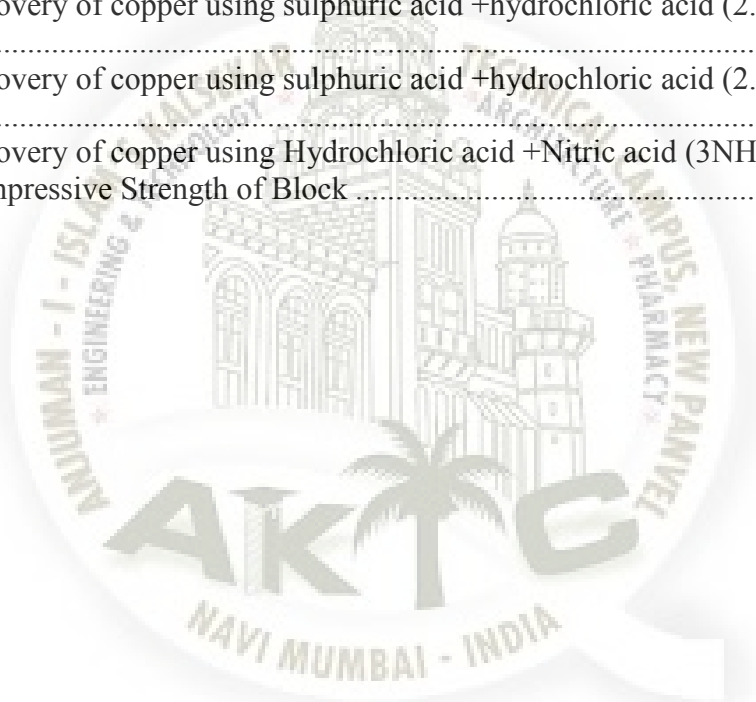 overy of copper using sulphuric acid +hydrochloric acid (2.
................................................................................
overy of copper using sulphuric acid +hydrochloric acid (2.
................................................................................
overy of copper using Hydrochloric acid +Nitric acid (3NH
mpressive Strength of Block ..................................................
ANJUMAN - I - ISLAM'S KALSEKAR TECHNICAL CAMPUS, NEW PANVEL
ENGINEERING & TECHNOLOGY * ARCHITECTURE * PHARMACY *
AKTC
NAVI MUMBAI - INDIA